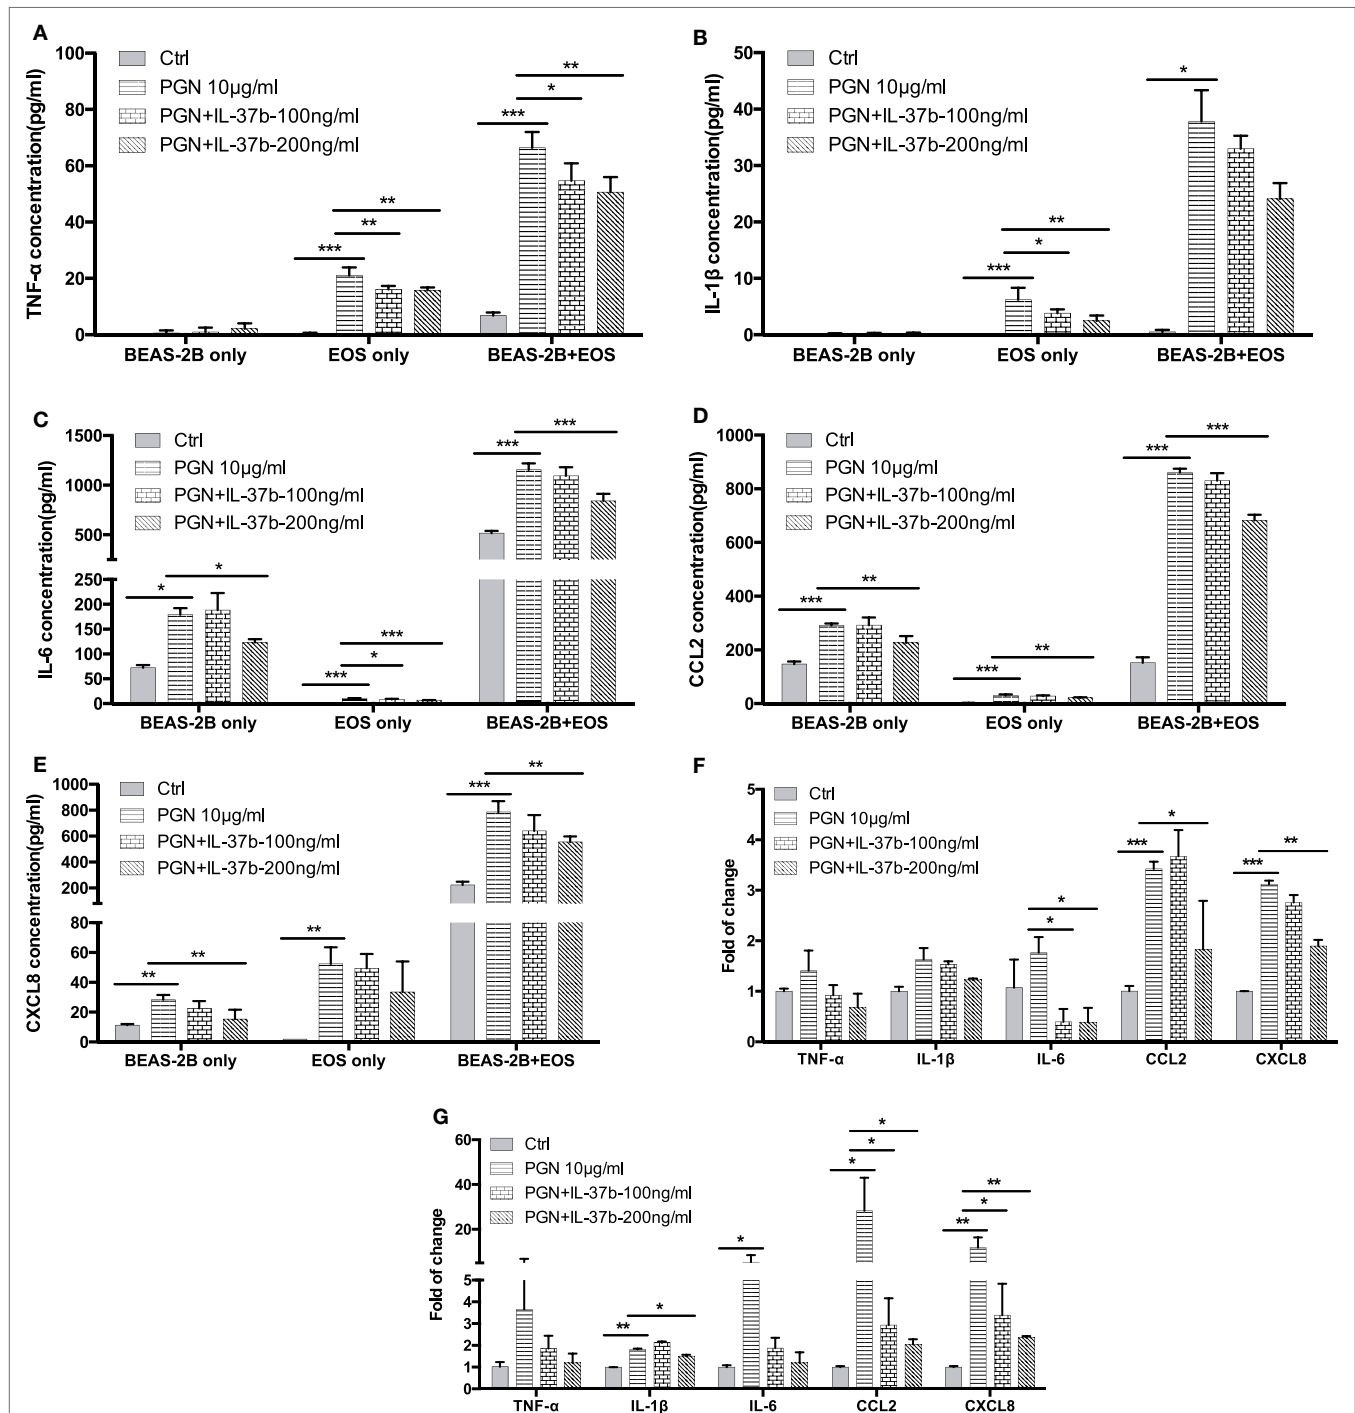 A
TNF-α concentration(pg/ml)
100
80
60
40
20
0
Ctrl
PGN 10μg/ml
PGN+IL-37b-100ng/ml
PGN+IL-37b-200ng/ml
***
**
**
***
*
**
BEAS-2B only EOS only BEAS-2B+EOS
B
IL-1β concentration(pg/ml)
50
40
30
20
10
0
Ctrl
PGN 10μg/ml
PGN+IL-37b-100ng/ml
PGN+IL-37b-200ng/ml
***
*
**
*
BEAS-2B only EOS only BEAS-2B+EOS
C
IL-6 concentration(pg/ml)
1500
1000
500
250
200
150
100
50
0
Ctrl
PGN 10μg/ml
PGN+IL-37b-100ng/ml
PGN+IL-37b-200ng/ml
*
*
***
*
***
***
***
BEAS-2B only EOS only BEAS-2B+EOS
D
CCL2 concentration(pg/ml)
1000
800
600
400
200
0
Ctrl
PGN 10μg/ml
PGN+IL-37b-100ng/ml
PGN+IL-37b-200ng/ml
***
**
***
**
***
***
BEAS-2B only EOS only BEAS-2B+EOS
E
CXCL8 concentration(pg/ml)
1000
800
600
400
200
80
60
40
20
0
Ctrl
PGN 10μg/ml
PGN+IL-37b-100ng/ml
PGN+IL-37b-200ng/ml
**
**
**
***
**
BEAS-2B only EOS only BEAS-2B+EOS
F
Fold of change
5
4
3
2
1
0
Ctrl
PGN 10μg/ml
PGN+IL-37b-100ng/ml
PGN+IL-37b-200ng/ml
*
*
***
*
***
**
TNF-α IL-1β IL-6 CCL2 CXCL8
G
Fold of change
60
40
20
5
4
3
2
1
0
Ctrl
PGN 10μg/ml
PGN+IL-37b-100ng/ml
PGN+IL-37b-200ng/ml
**
*
*
*
*
*
**
*
**
TNF-α IL-1β IL-6 CCL2 CXCL8